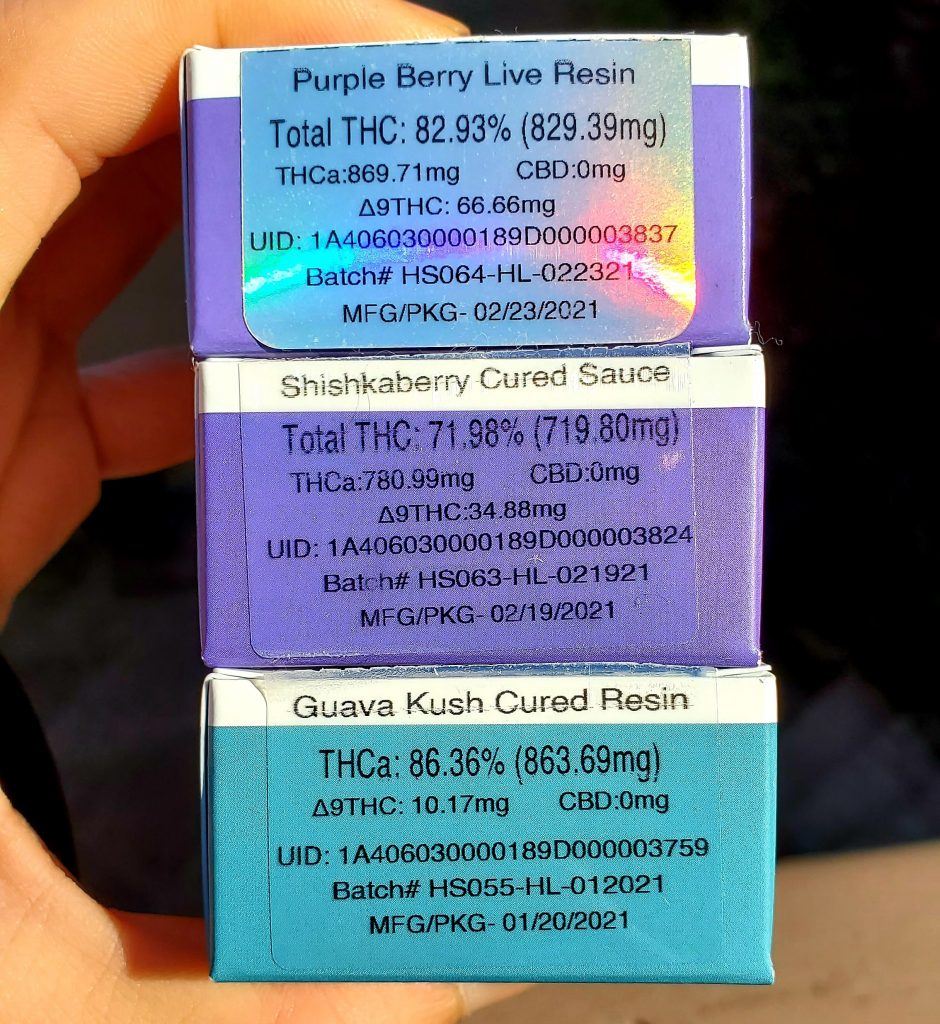 Purple Berry Live Resin
Total THC: 82.93% (829.39mg)
THCa:869.71mg CBD:0mg
Δ9THC: 66.66mg
UID: 1A406030000189D000003837
Batch# HS064-HL-022321
MFG/PKG- 02/23/2021
Shishkaberry Cured Sauce
Total THC: 71.98% (719.80mg)
THCa:780.99mg CBD:0mg
Δ9THC:34.88mg
UID: 1A406030000189D000003824
Batch# HS063-HL-021921
MFG/PKG- 02/19/2021
Guava Kush Cured Resin
THCa: 86.36% (863.69mg)
Δ9THC: 10.17mg CBD:0mg
UID: 1A406030000189D000003759
Batch# HS055-HL-012021
MFG/PKG- 01/20/2021